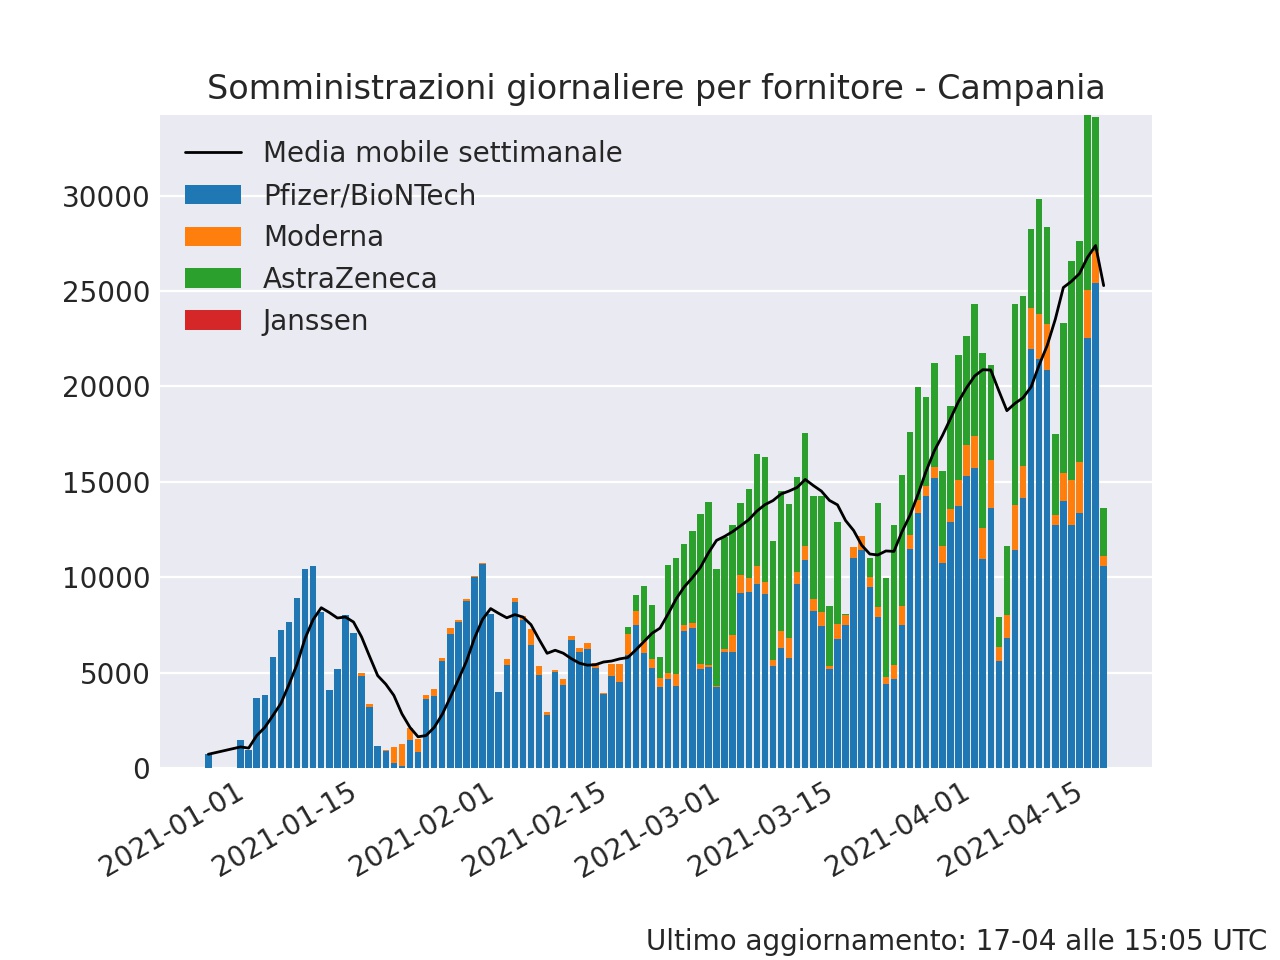 Somministrazioni giornaliere per fornitore - Campania
Media mobile settimanale
Pfizer/BioNTech
Moderna
AstraZeneca
Janssen
30000
25000
20000
15000
10000
5000
0
2021-01-01
2021-01-15
2021-02-01
2021-02-15
2021-03-01
2021-03-15
2021-04-01
2021-04-15
Ultimo aggiornamento: 17-04 alle 15:05 UTC